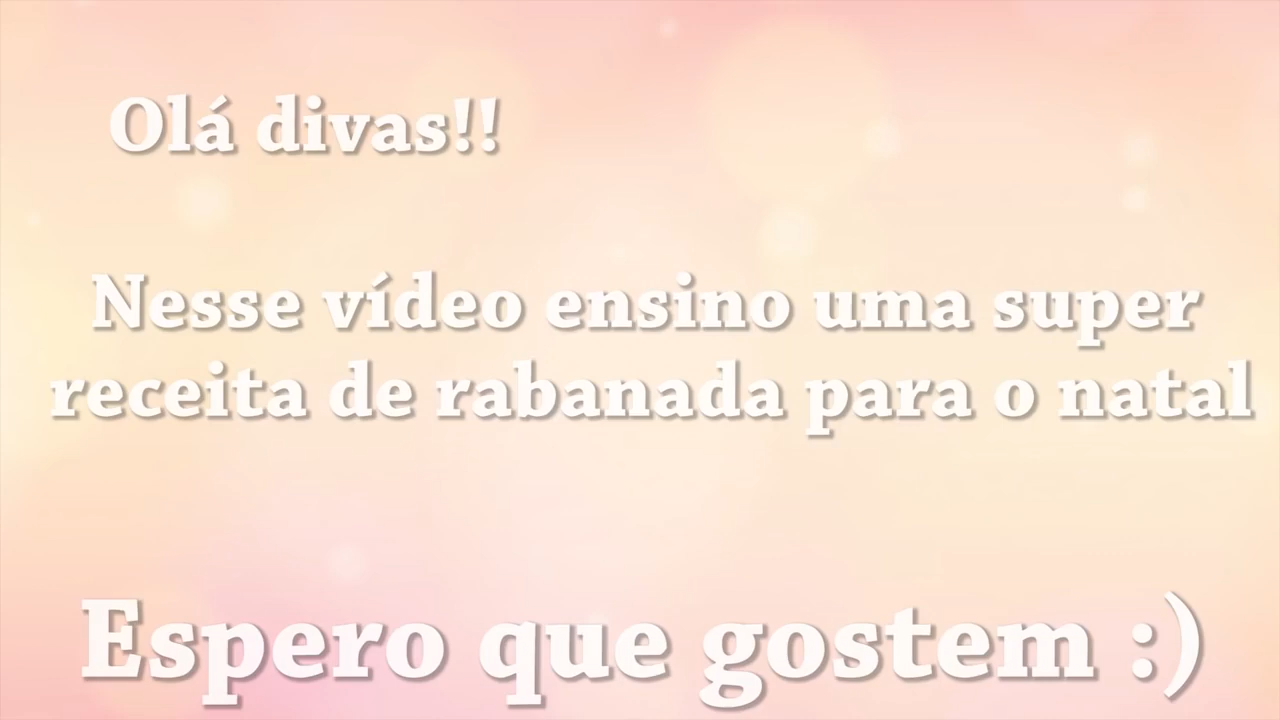 Olá divas!!
Nesse vídeo ensino uma super
receita de rabanada para o natal
Espero que gostem :)